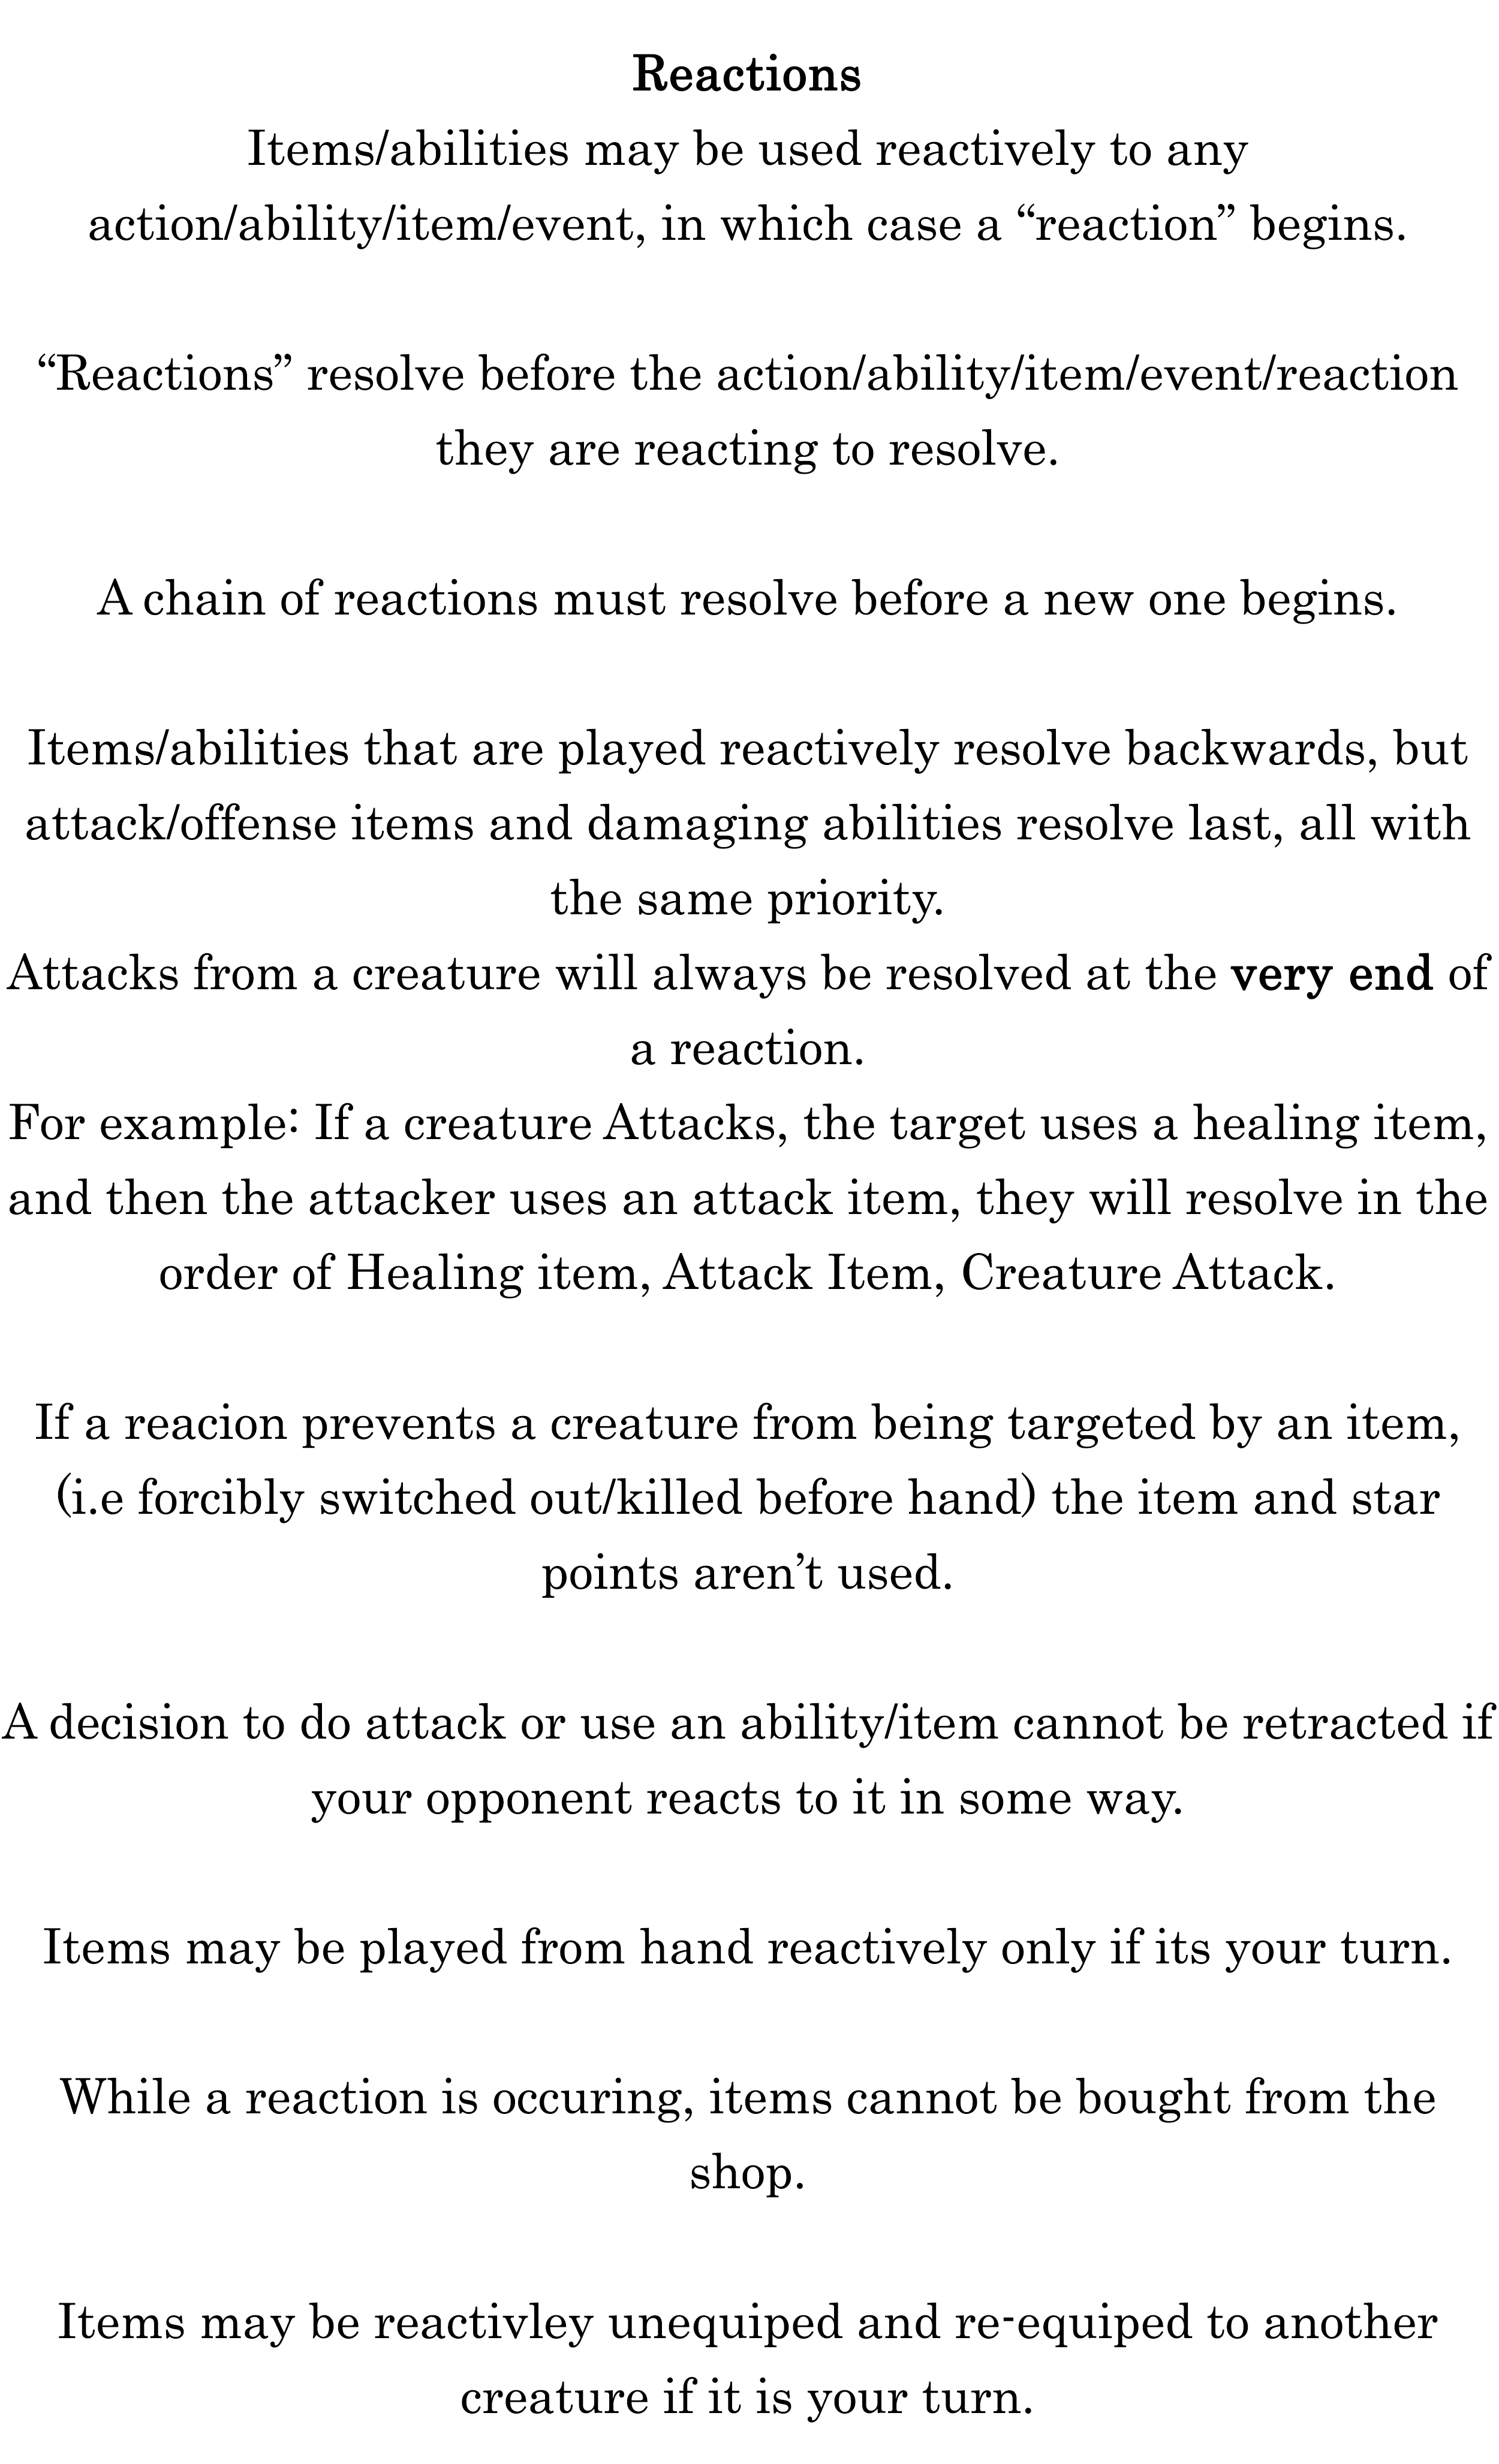 Reactions
Items/abilities may be used reactively to any
action/ability/item/event, in which case a “reaction” begins.
“Reactions” resolve before the action/ability/item/event/reaction
they are reacting to resolve.
A chain of reactions must resolve before a new one begins.
Items/abilities that are played reactively resolve backwards, but
attack/offense items and damaging abilities resolve last, all with
the same priority.
Attacks from a creature will always be resolved at the very end of
a reaction.
For example: If a creature Attacks, the target uses a healing item,
and then the attacker uses an attack item, they will resolve in the
order of Healing item, Attack Item, Creature Attack.
If a reacion prevents a creature from being targeted by an item,
(i.e forcibly switched out/killed before hand) the item and star
points aren’t used.
A decision to do attack or use an ability/item cannot be retracted if
your opponent reacts to it in some way.
Items may be played from hand reactively only if its your turn.
While a reaction is occuring, items cannot be bought from the
shop.
Items may be reactivley unequiped and re-equiped to another
creature if it is your turn.